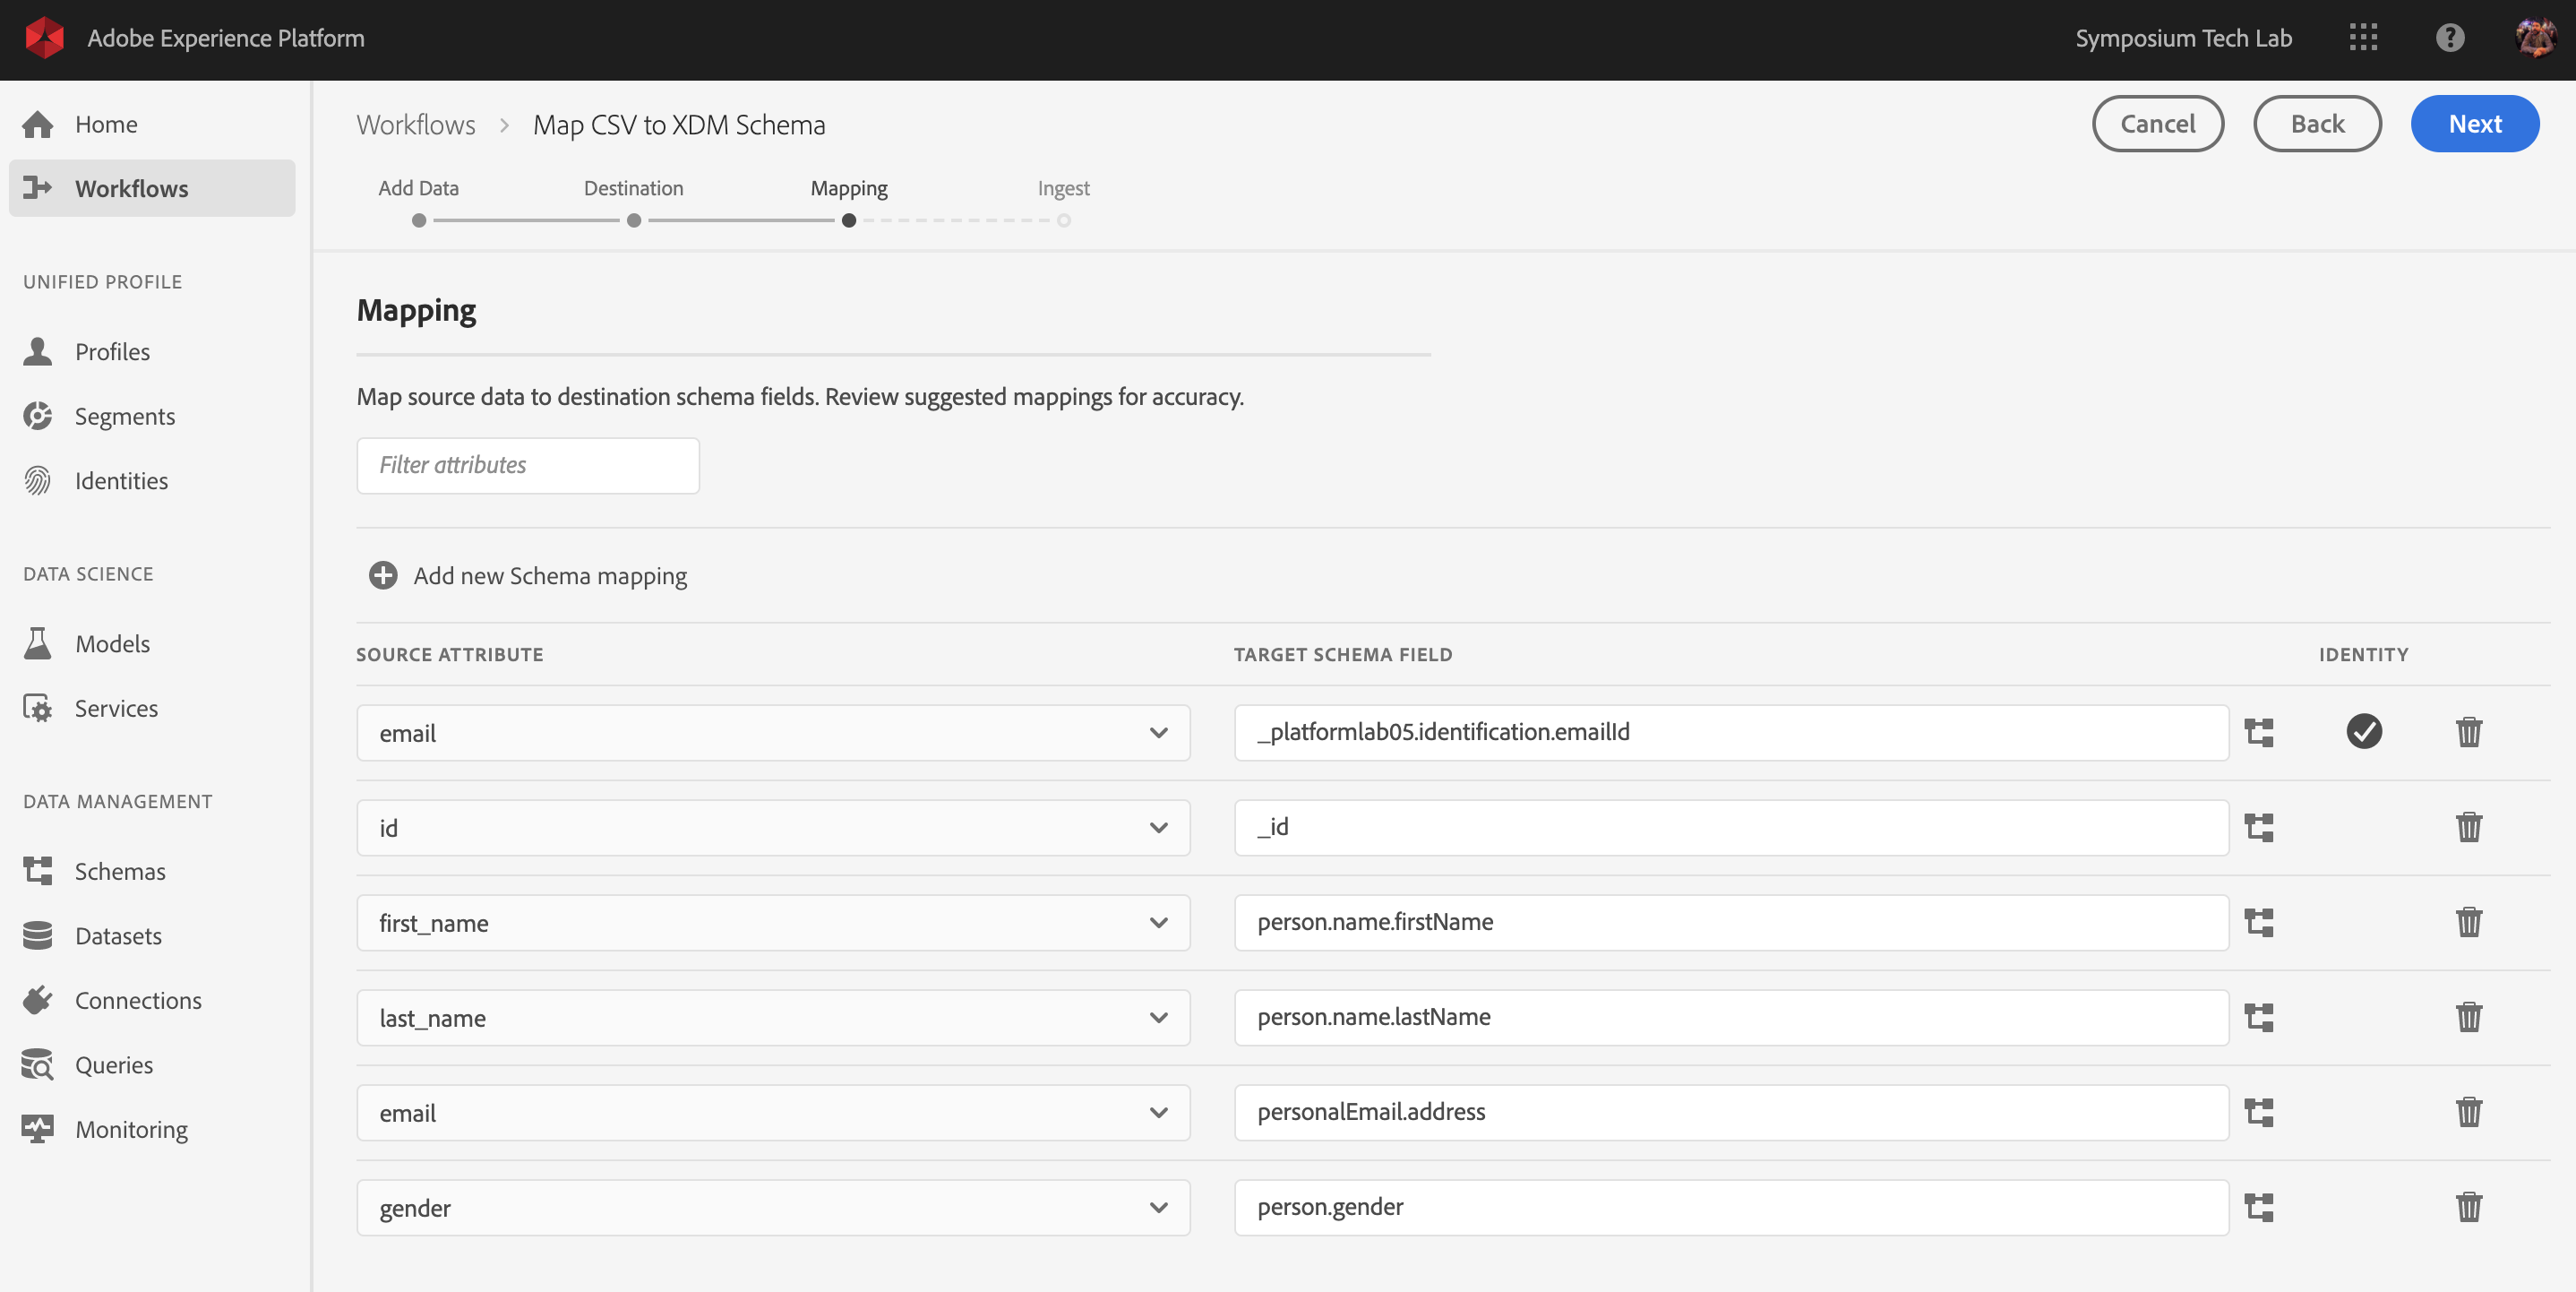 Adobe Experience Platform
Symposium Tech Lab
Home
Workflows
UNIFIED PROFILE
Profiles
Segments
Identities
DATA SCIENCE
Models
Services
DATA MANAGEMENT
Schemas
Datasets
Connections
Queries
Monitoring
Workflows > Map CSV to XDM Schema
Cancel
Back
Next
Add Data
Destination
Mapping
Ingest
Mapping
Map source data to destination schema fields. Review suggested mappings for accuracy.
Filter attributes
Add new Schema mapping
SOURCE ATTRIBUTE TARGET SCHEMA FIELD IDENTITY
email _platformlab05.identification.emailId
id _id
first_name person.name.firstName
last_name person.name.lastName
email personalEmail.address
gender person.gender